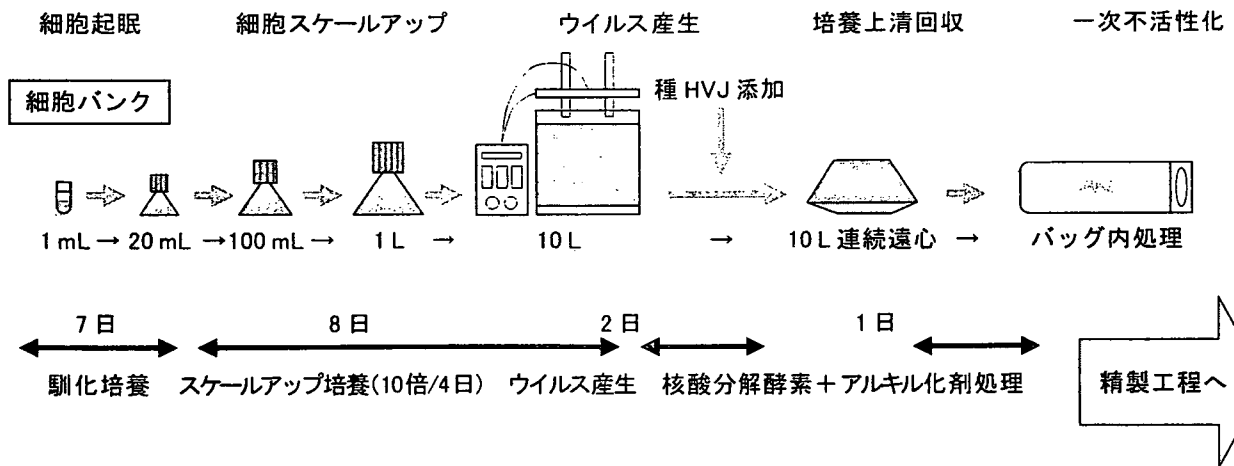 細胞起眠 細胞スケールアップ ウイルス産生 培養上清回収 一次不活性化
細胞バンク
種 HVJ 添加
1 mL → 20 mL → 100 mL → 1 L → 10 L → 10 L 連続遠心 → バッグ内処理
7 日 8 日 2 日 1 日
馴化培養 スケールアップ培養(10倍/4日) ウイルス産生 核酸分解酵素+アルキル化剤処理 精製工程へ